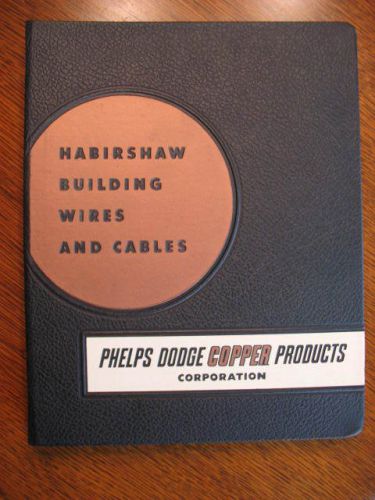 HABIRSHAW
BUILDING
WIRES
AND CABLES
PHELPS DODGE COPPER PRODUCTS
CORPORATION